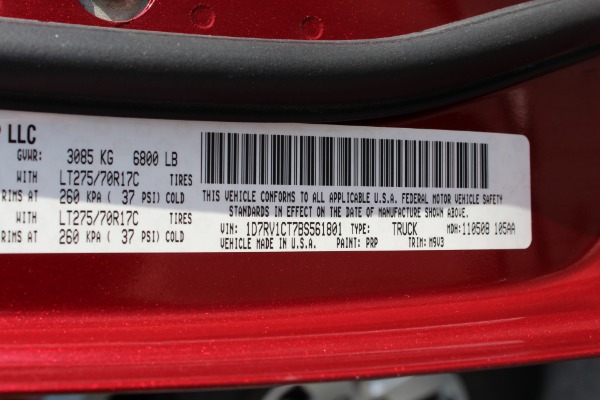 LLC
GVWR: 3085 KG 6800 LB
WITH LT275/70R17C TIRES
RIMS AT 260 KPA ( 37 PSI) COLD
WITH LT275/70R17C TIRES
RIMS AT 260 KPA ( 37 PSI) COLD
THIS VEHICLE CONFORMS TO ALL APPLICABLE U.S.A. FEDERAL MOTOR VEHICLE SAFETY
STANDARDS IN EFFECT ON THE DATE OF MANUFACTURE SHOWN ABOVE.
VIN: 1D7RV1CT7BS561801 TYPE: TRUCK MDH: 110508 105AA
VEHICLE MADE IN U.S.A. PAINT: PRP TRIM: M9V3